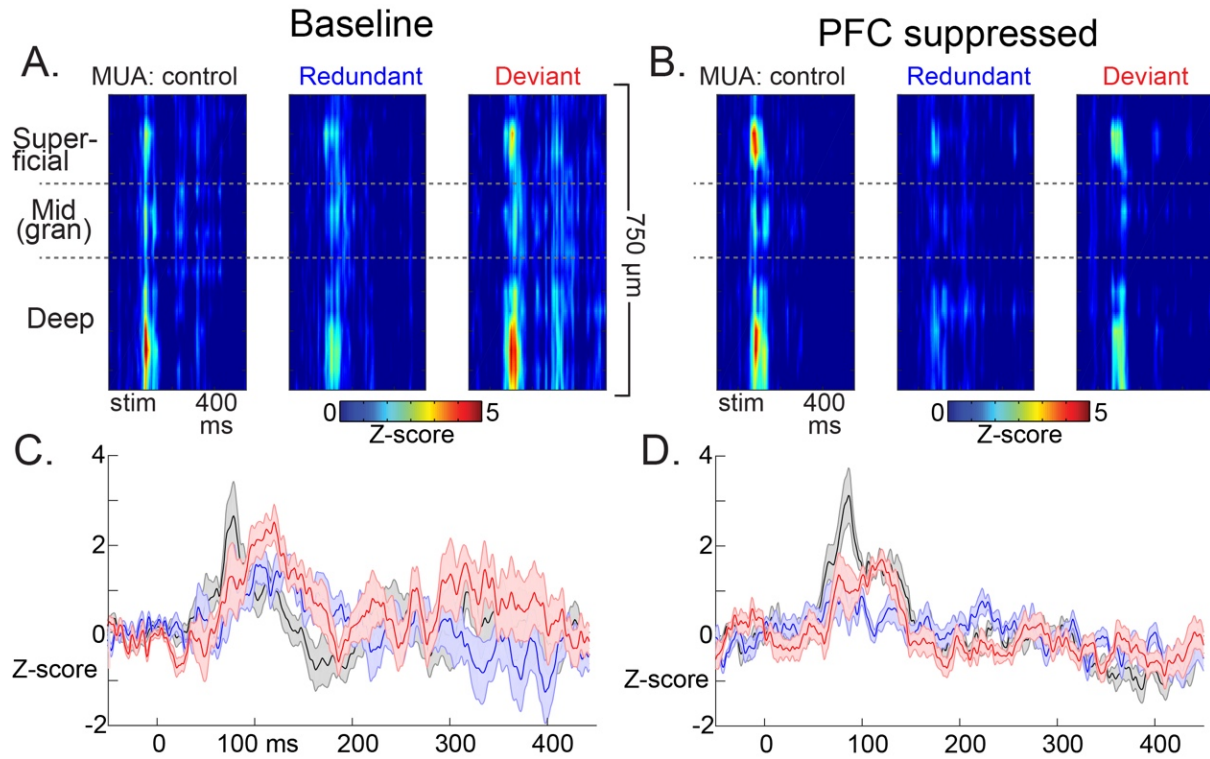 Baseline
PFC suppressed
A.
MUA: control
Redundant
Deviant
B.
MUA: control
Redundant
Deviant
Super-
ficial
Mid
(gran)
Deep
750 µm
stim
400
ms
0
5
Z-score
stim
400
ms
0
5
Z-score
C.
4
2
0
Z-score
-2
0
100 ms
200
300
400
D.
4
2
0
Z-score
-2
0
100
200
300
400